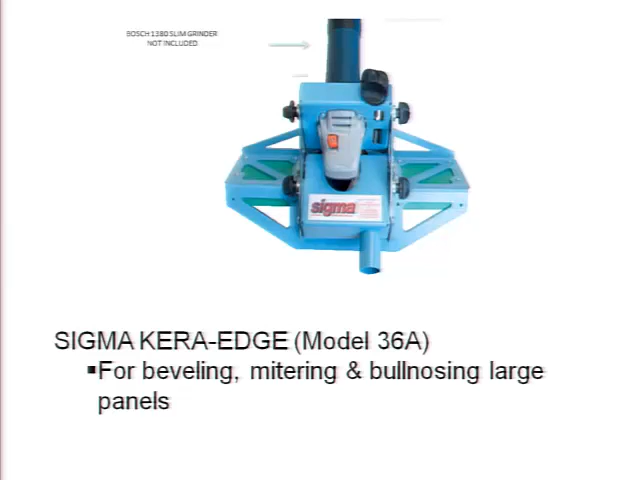 BOSCH 1380 SLIM GRINDER
NOT INCLUDED
sigma
SIGMA KERA-EDGE (Model 36A)
▪For beveling, mitering & bullnosing large
panels